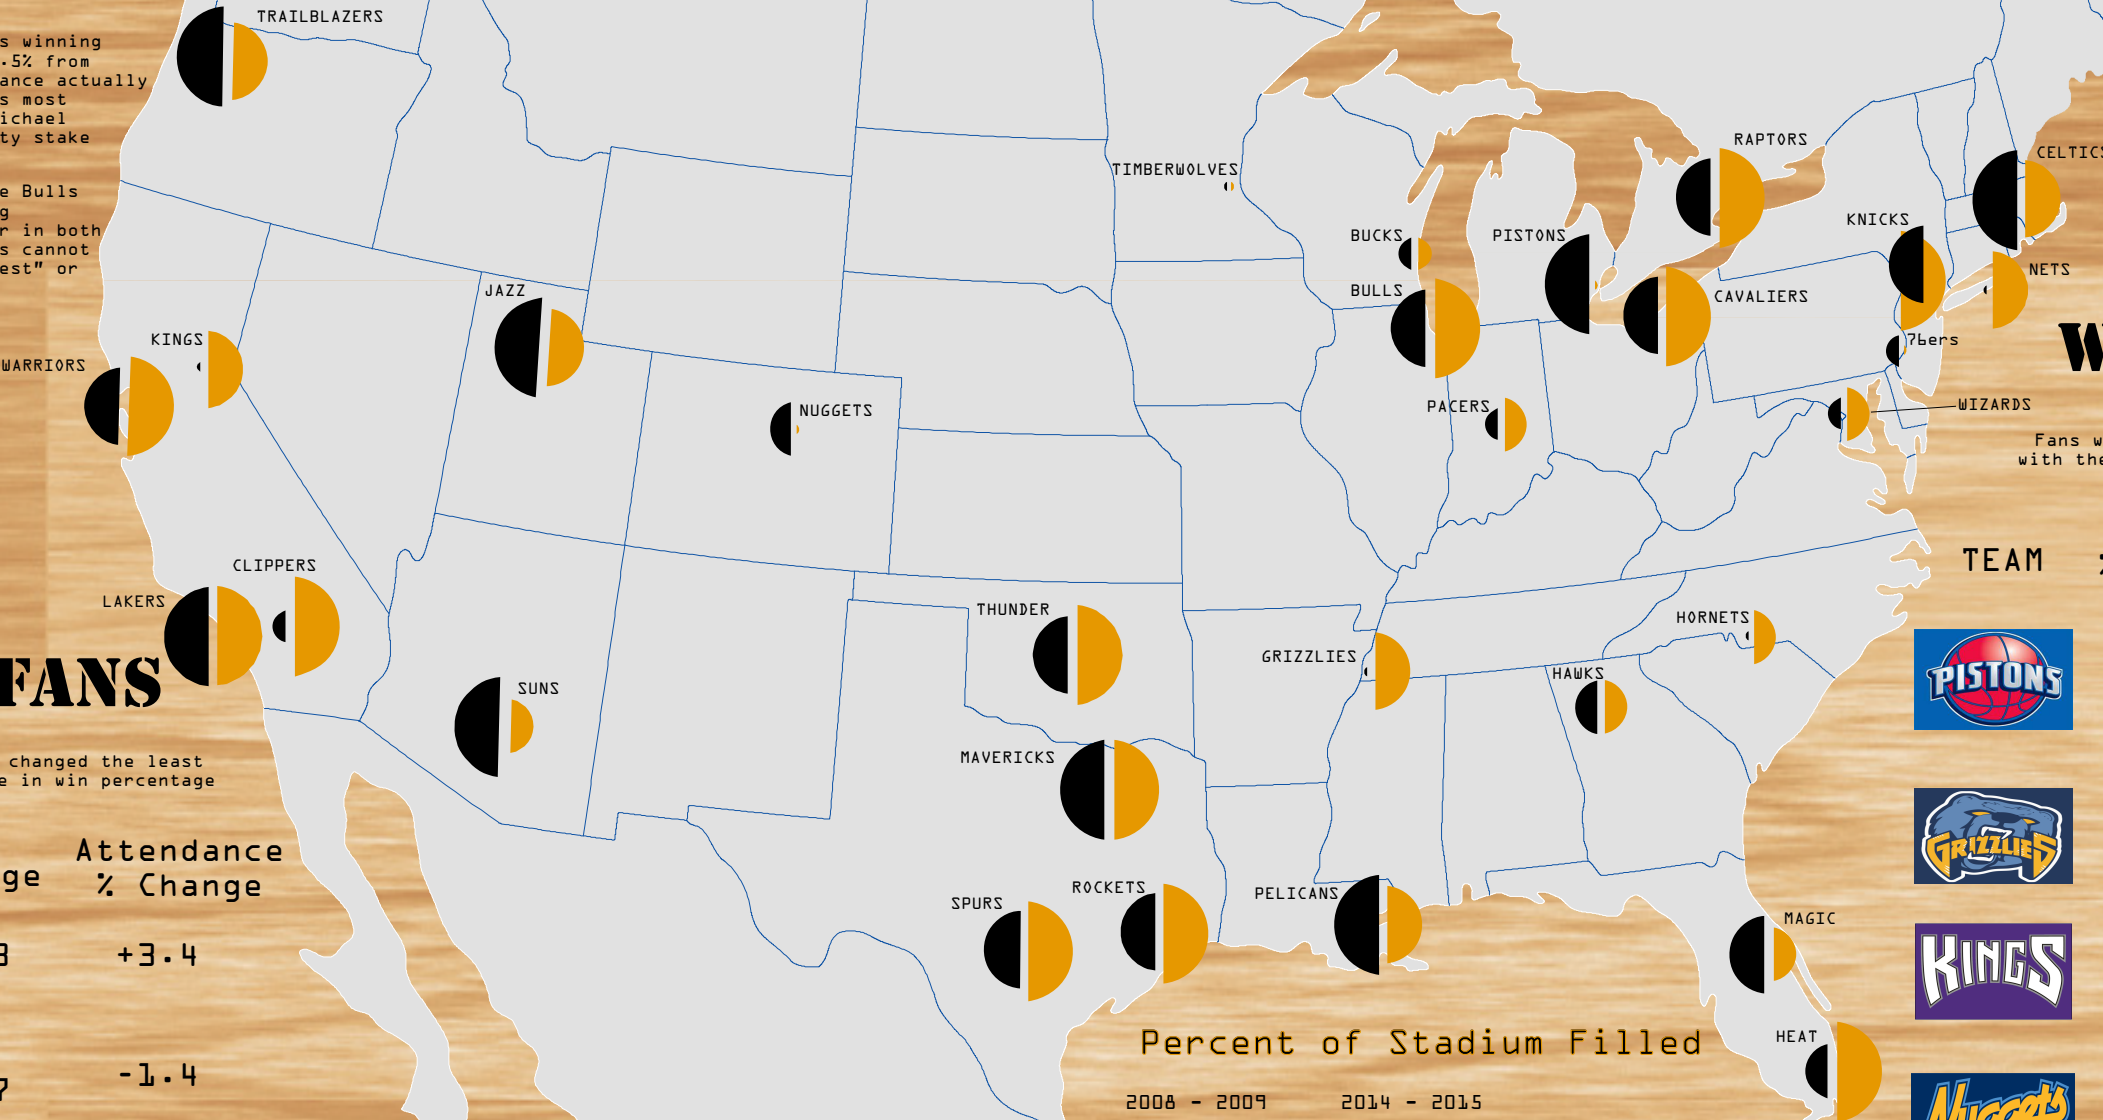 TRAILBLAZERS
s winning
.5% from
ance actually
s most
ichael
ty stake
e Bulls
g
r in both
s cannot
est" or
TIMBERWOLVES
RAPTORS
CELTICS
BUCKS
PISTONS
KNICKS
NETS
BULLS
CAVALIERS
JAZZ
KINGS
WARRIORS
76ers
W
NUGGETS
PACERS
WIZARDS
Fans w
with the
CLIPPERS
LAKERS
THUNDER
GRIZZLIES
HORNETS
HAWKS
SUNS
TEAM
PISTONS
FANS
changed the least
e in win percentage
MAVERICKS
GRIZZLIES
ge
Attendance
% Change
SPURS
ROCKETS
PELICANS
MAGIC
KINGS
+3.4
HEAT
Percent of Stadium Filled
-1.4
2008 - 2009
2014 - 2015
Nuggets